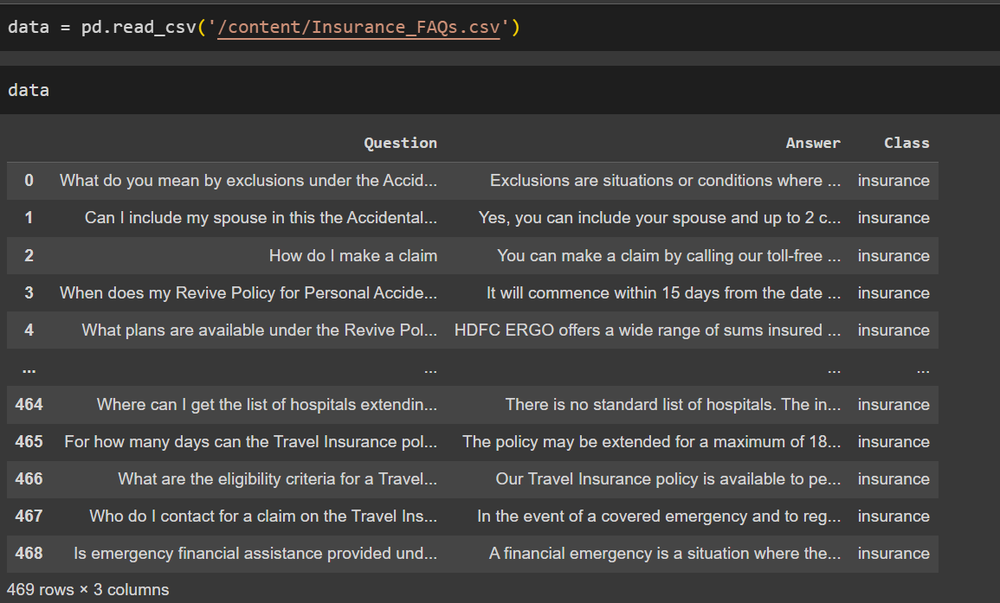 data = pd.read_csv('/content/Insurance_FAQs.csv')
data
Question Answer Class
0 What do you mean by exclusions under the Accid... Exclusions are situations or conditions where ... insurance
1 Can I include my spouse in this the Accidental... Yes, you can include your spouse and up to 2 c... insurance
2 How do I make a claim You can make a claim by calling our toll-free ... insurance
3 When does my Revive Policy for Personal Accide... It will commence within 15 days from the date ... insurance
4 What plans are available under the Revive Pol... HDFC ERGO offers a wide range of sums insured ... insurance
... ... ... ...
464 Where can I get the list of hospitals extendin... There is no standard list of hospitals. The in... insurance
465 For how many days can the Travel Insurance pol... The policy may be extended for a maximum of 18... insurance
466 What are the eligibility criteria for a Travel... Our Travel Insurance policy is available to pe... insurance
467 Who do I contact for a claim on the Travel Ins... In the event of a covered emergency and to reg... insurance
468 Is emergency financial assistance provided und... A financial emergency is a situation where the... insurance
469 rows × 3 columns